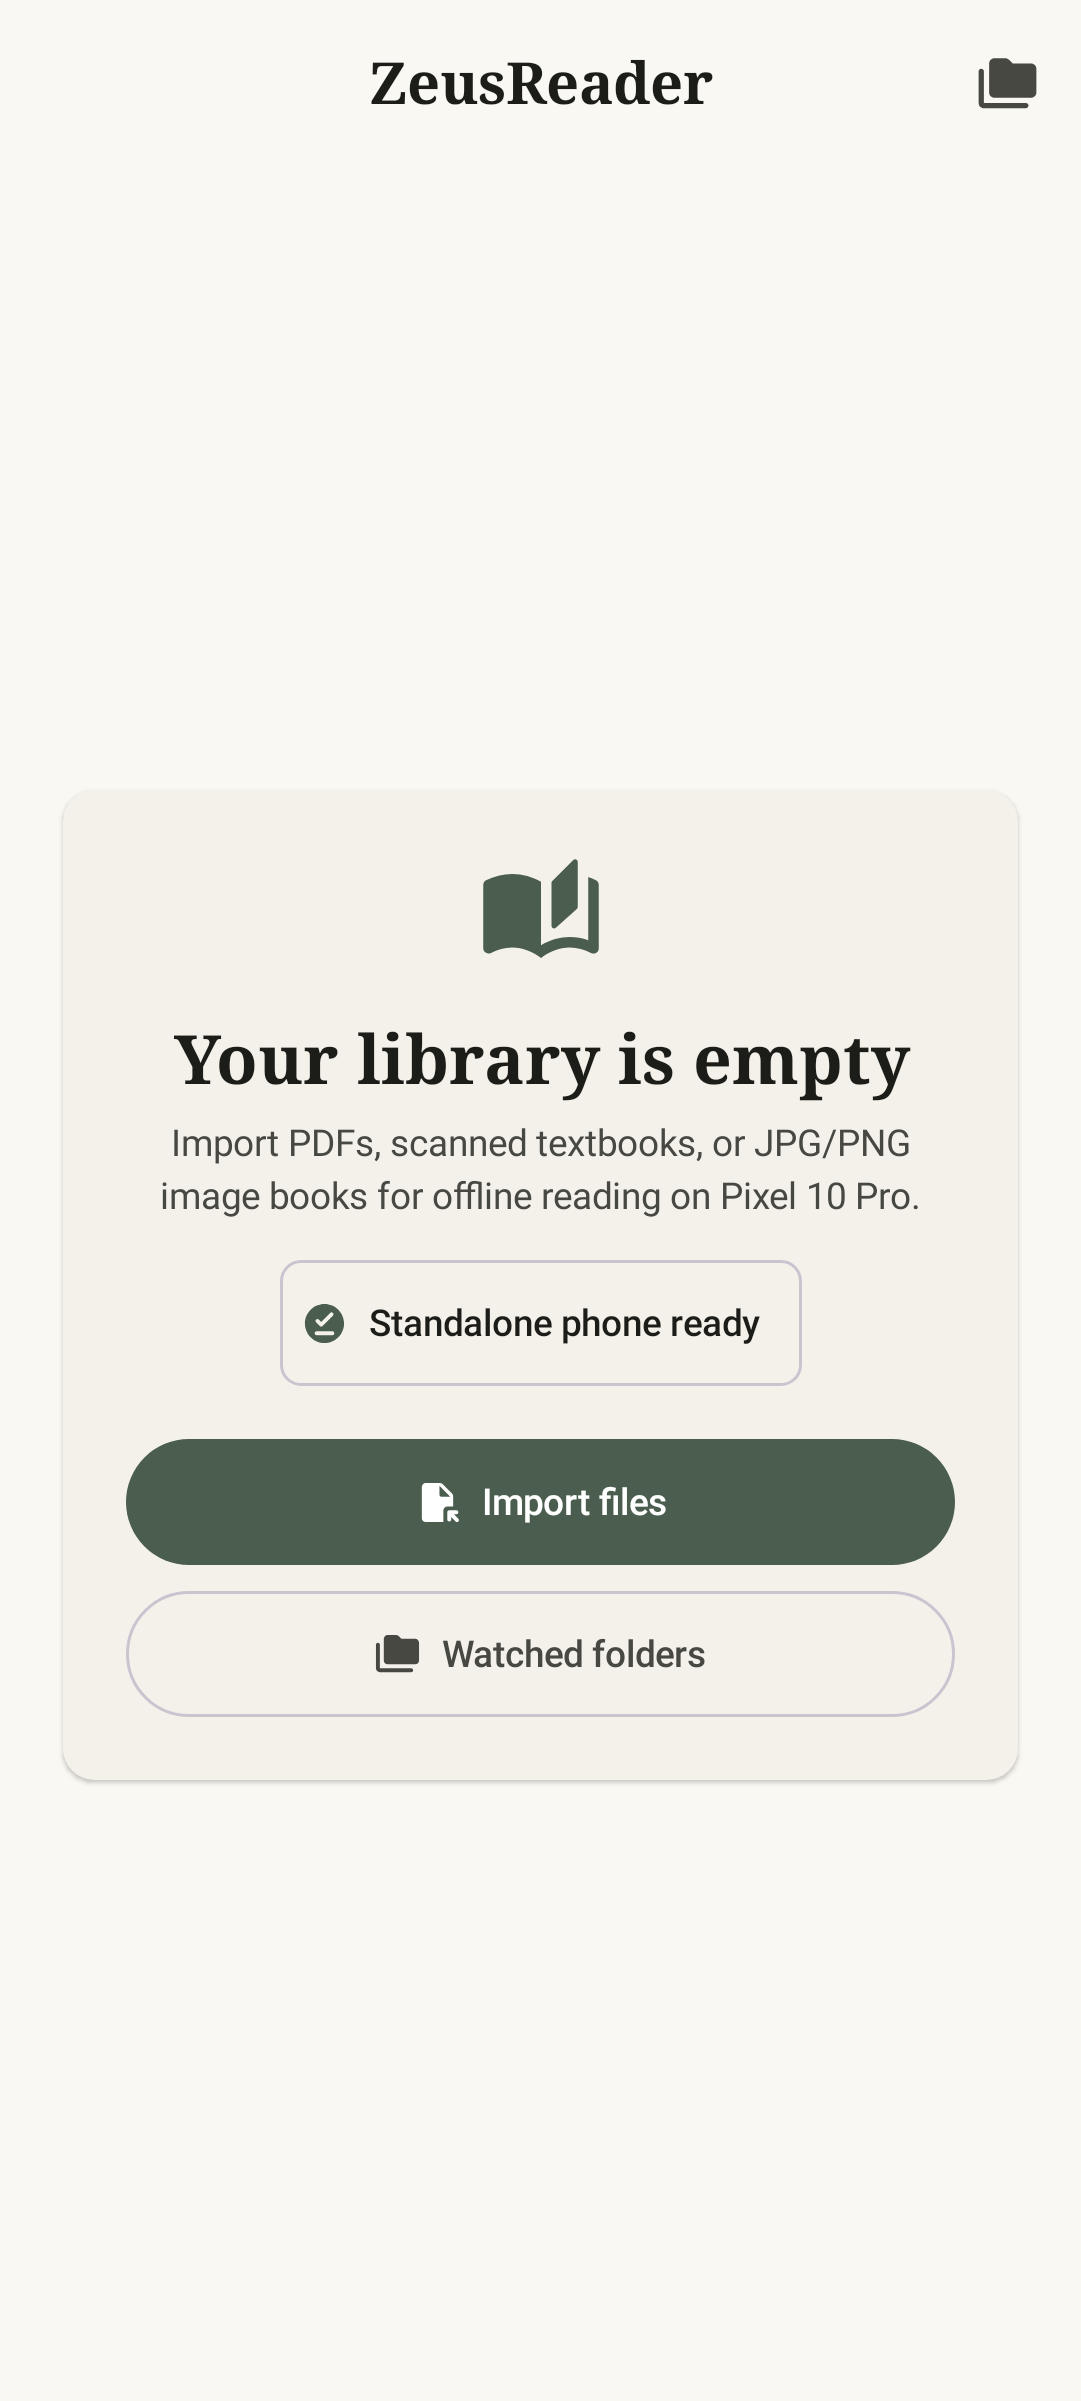 ZeusReader
Your library is empty
Import PDFs, scanned textbooks, or JPG/PNG
image books for offline reading on Pixel 10 Pro.
Standalone phone ready
Import files
Watched folders